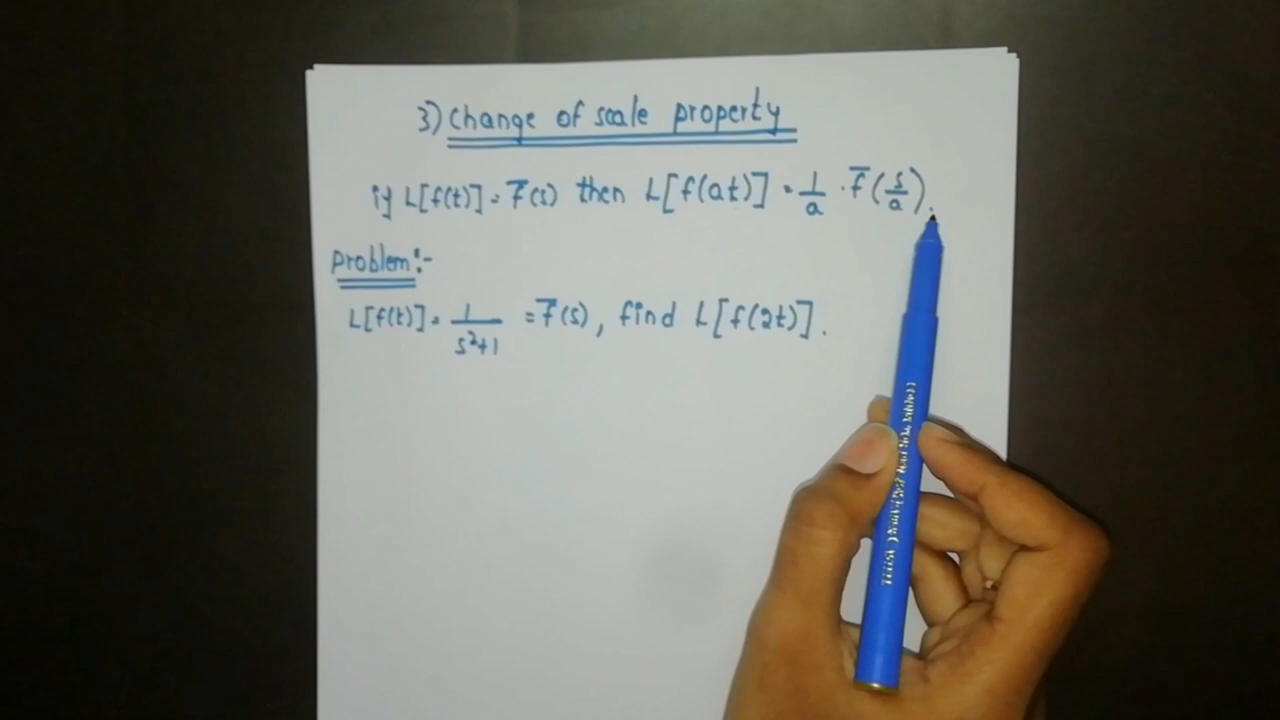 3) Change of scale property
if L[f(t)] = f̅(s) then L[f(at)] = 1/a · f̅(s/a).
Problem:-
L[f(t)] = 1/(s²+1) = f̅(s), find L[f(2t)].